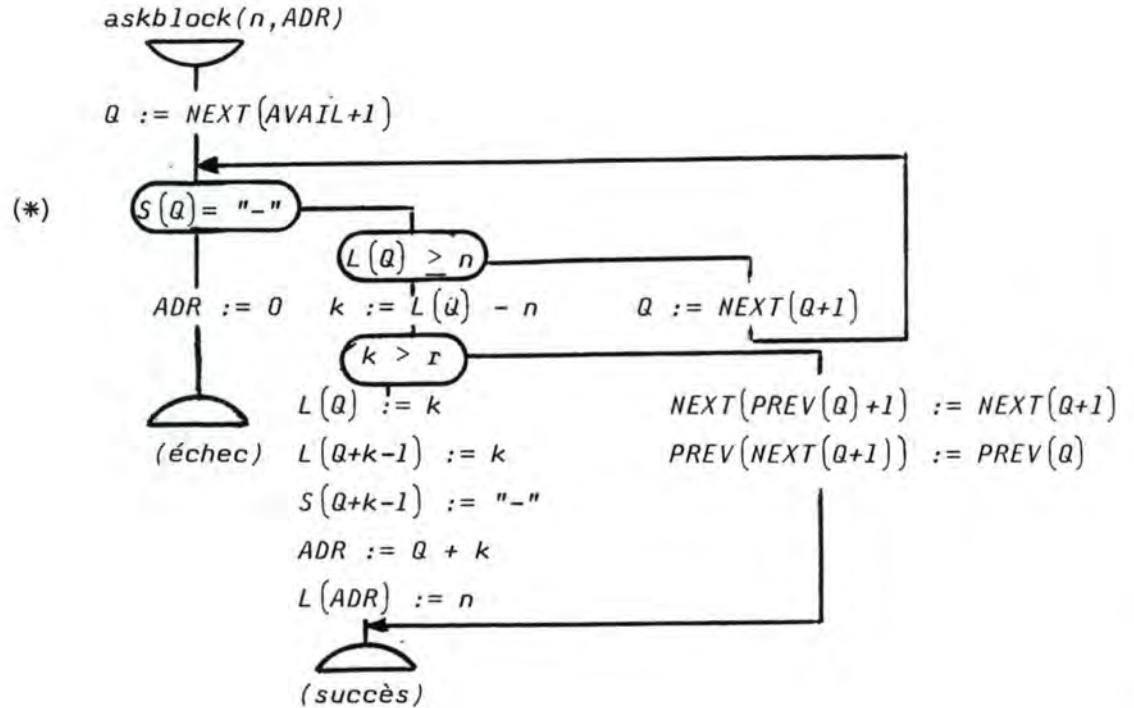 askblock(n,ADR)
Q := NEXT(AVAIL+1)
(*) S(Q)= "-"
L(Q) ≥ n
ADR := 0 k := L(Q) - n Q := NEXT(Q+1)
k > r
L(Q) := k NEXT(PREV(Q)+1) := NEXT(Q+1)
(échec) L(Q+k-1) := k PREV(NEXT(Q+1)) := PREV(Q)
S(Q+k-1) := "-"
ADR := Q + k
L(ADR) := n
(succès)